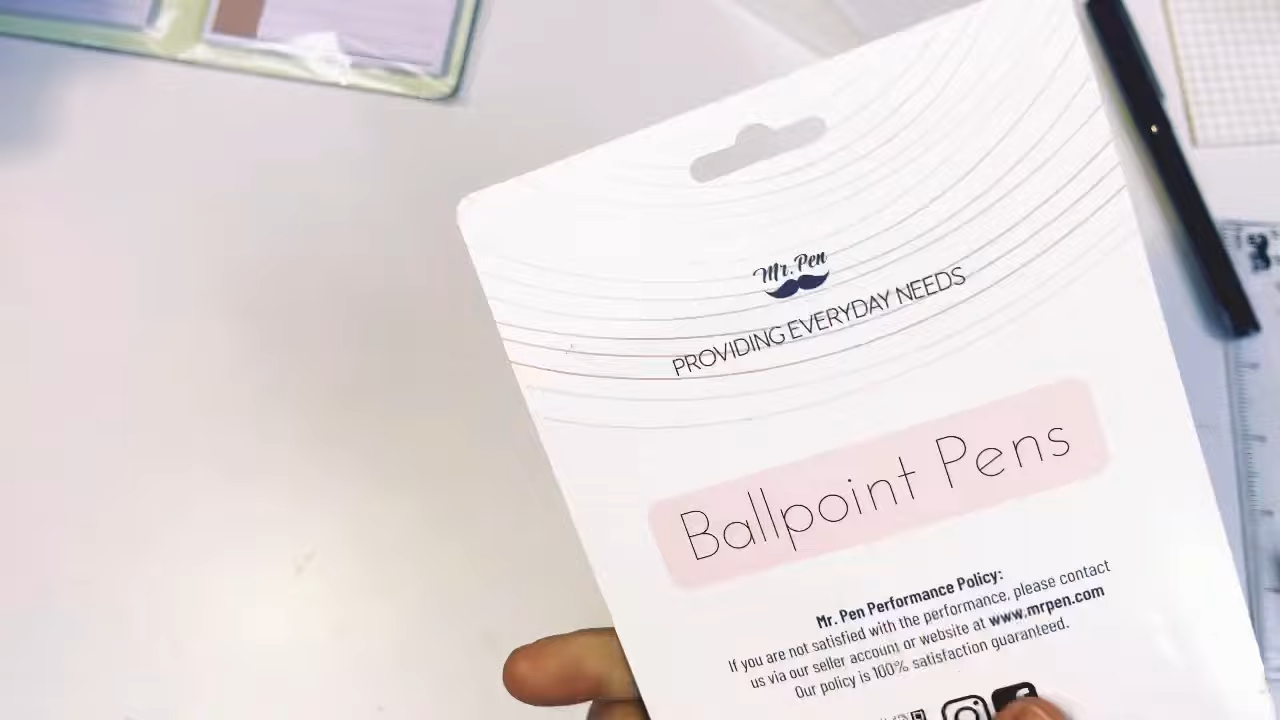 Mr. Pen
PROVIDING EVERYDAY NEEDS
Ballpoint Pens
Mr. Pen Performance Policy:
If you are not satisfied with the performance, please contact
us via our seller account or website at www.mrpen.com
Our policy is 100% satisfaction guaranteed.